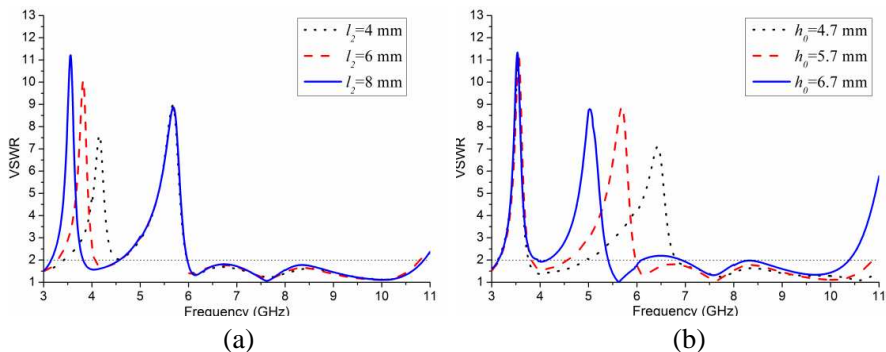 13
12
11
10
9
8
7
6
5
4
3
2
1
VSWR
l2=4 mm
l2=6 mm
l2=8 mm
3 4 5 6 7 8 9 10 11
Frequency (GHz)
(a)
13
12
11
10
9
8
7
6
5
4
3
2
1
VSWR
h0=4.7 mm
h0=5.7 mm
h0=6.7 mm
3 4 5 6 7 8 9 10 11
Frequency (GHz)
(b)